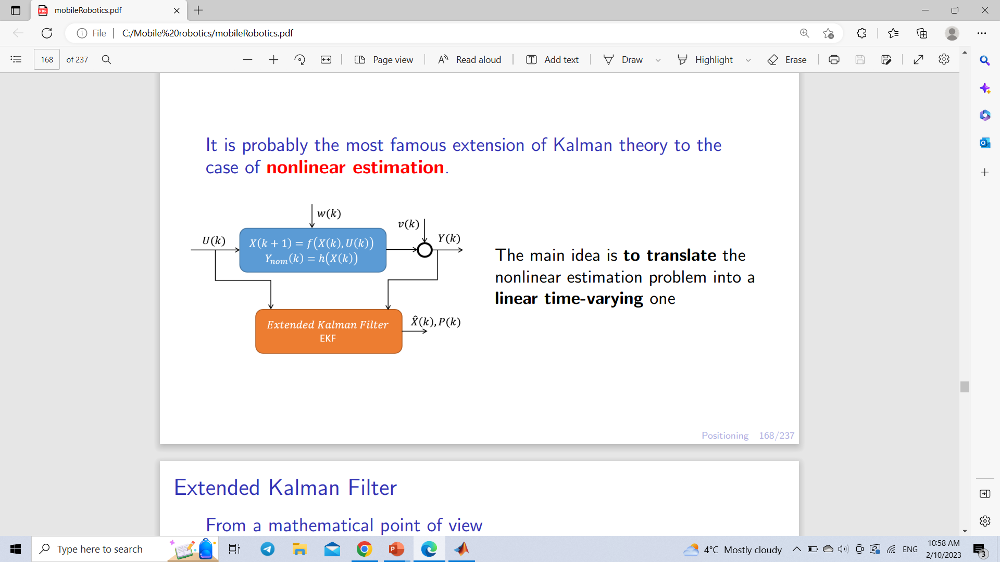 mobileRobotics.pdf
File
C:/Mobile%20robotics/mobileRobotics.pdf
168 of 237
Page view
Read aloud
Add text
Draw
Highlight
Erase
It is probably the most famous extension of Kalman theory to the
case of nonlinear estimation.
w(k)
v(k)
U(k)
X(k + 1) = f(X(k), U(k))
Y_nom(k) = h(X(k))
Y(k)
The main idea is to translate the
nonlinear estimation problem into a
linear time-varying one
Extended Kalman Filter
EKF
X̂(k), P(k)
Positioning 168/237
Extended Kalman Filter
From a mathematical point of view
Type here to search
4°C Mostly cloudy
ENG
10:58 AM
2/10/2023
3